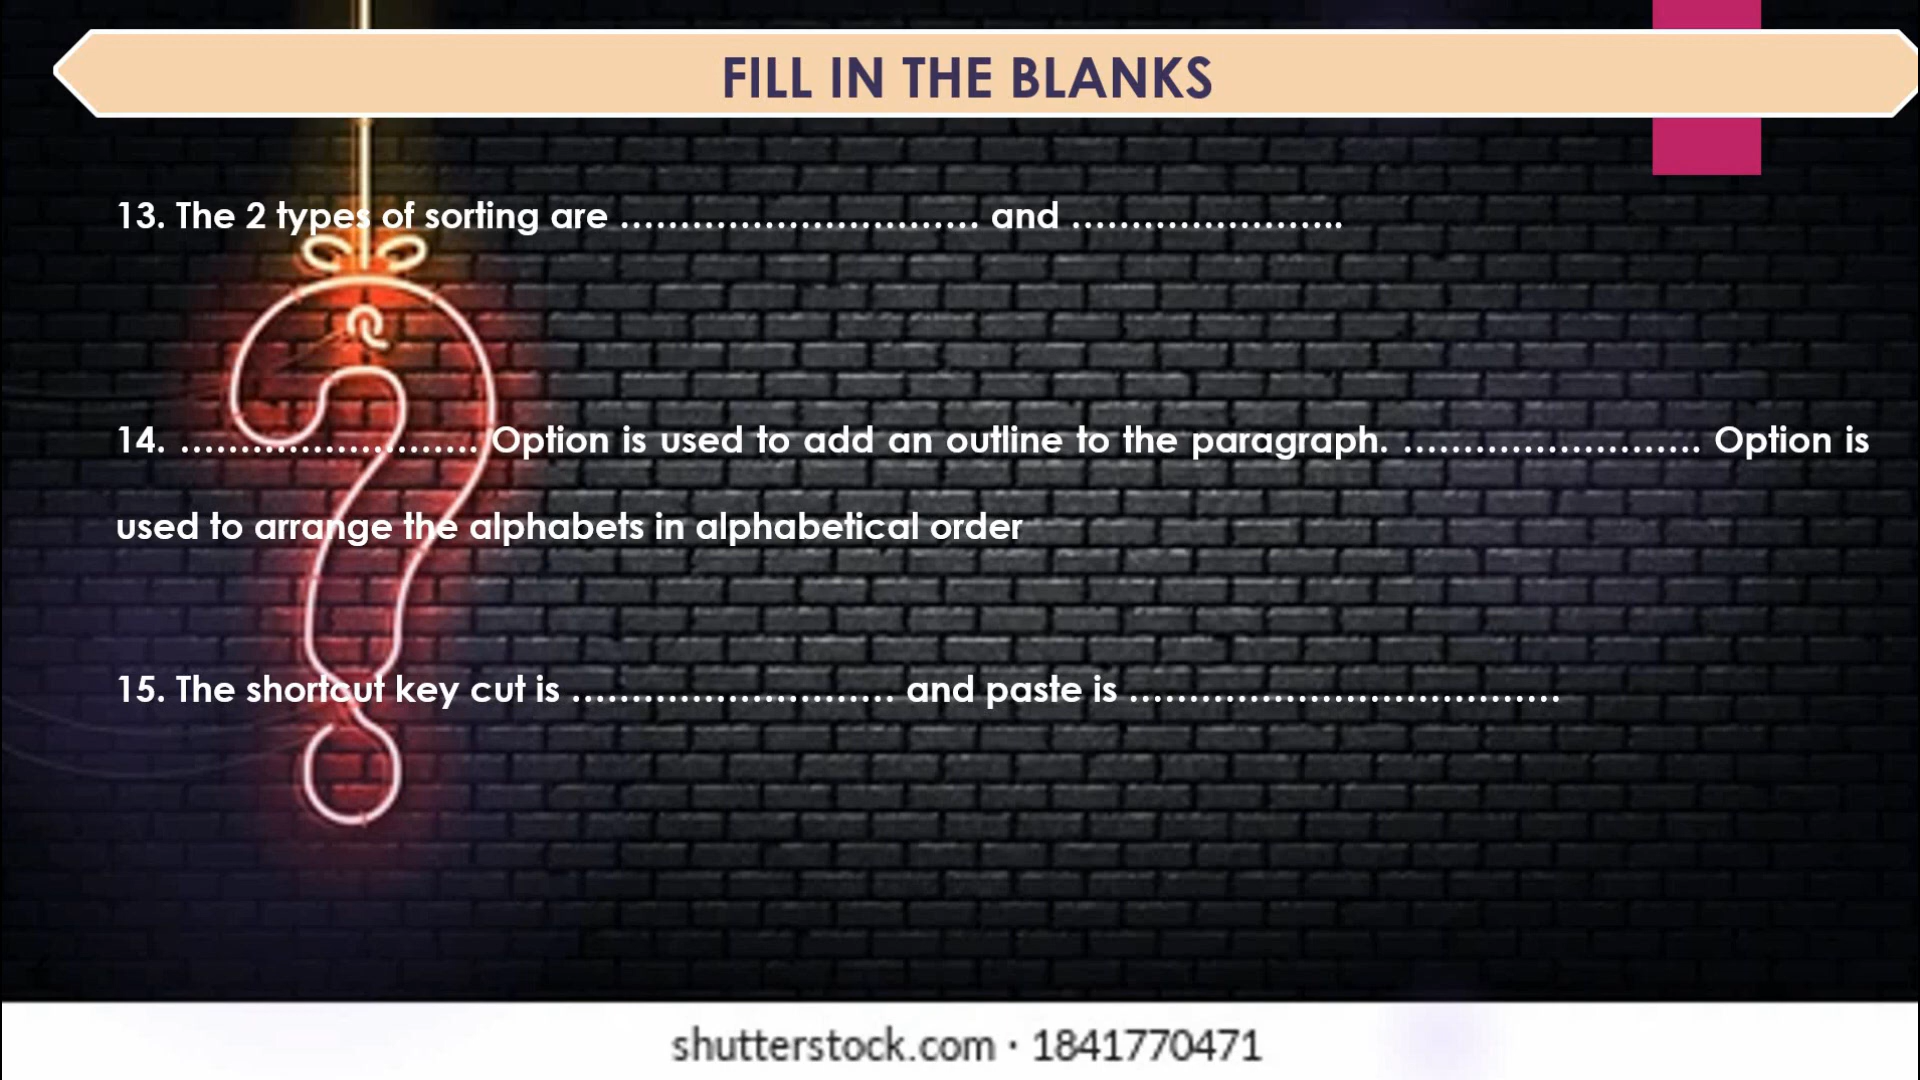 FILL IN THE BLANKS
13. The 2 types of sorting are ………………………… and …………………..
14. ……………………. Option is used to add an outline to the paragraph. ……………………. Option is
used to arrange the alphabets in alphabetical order
15. The shortcut key cut is ……………………… and paste is ………………………………
shutterstock.com · 1841770471